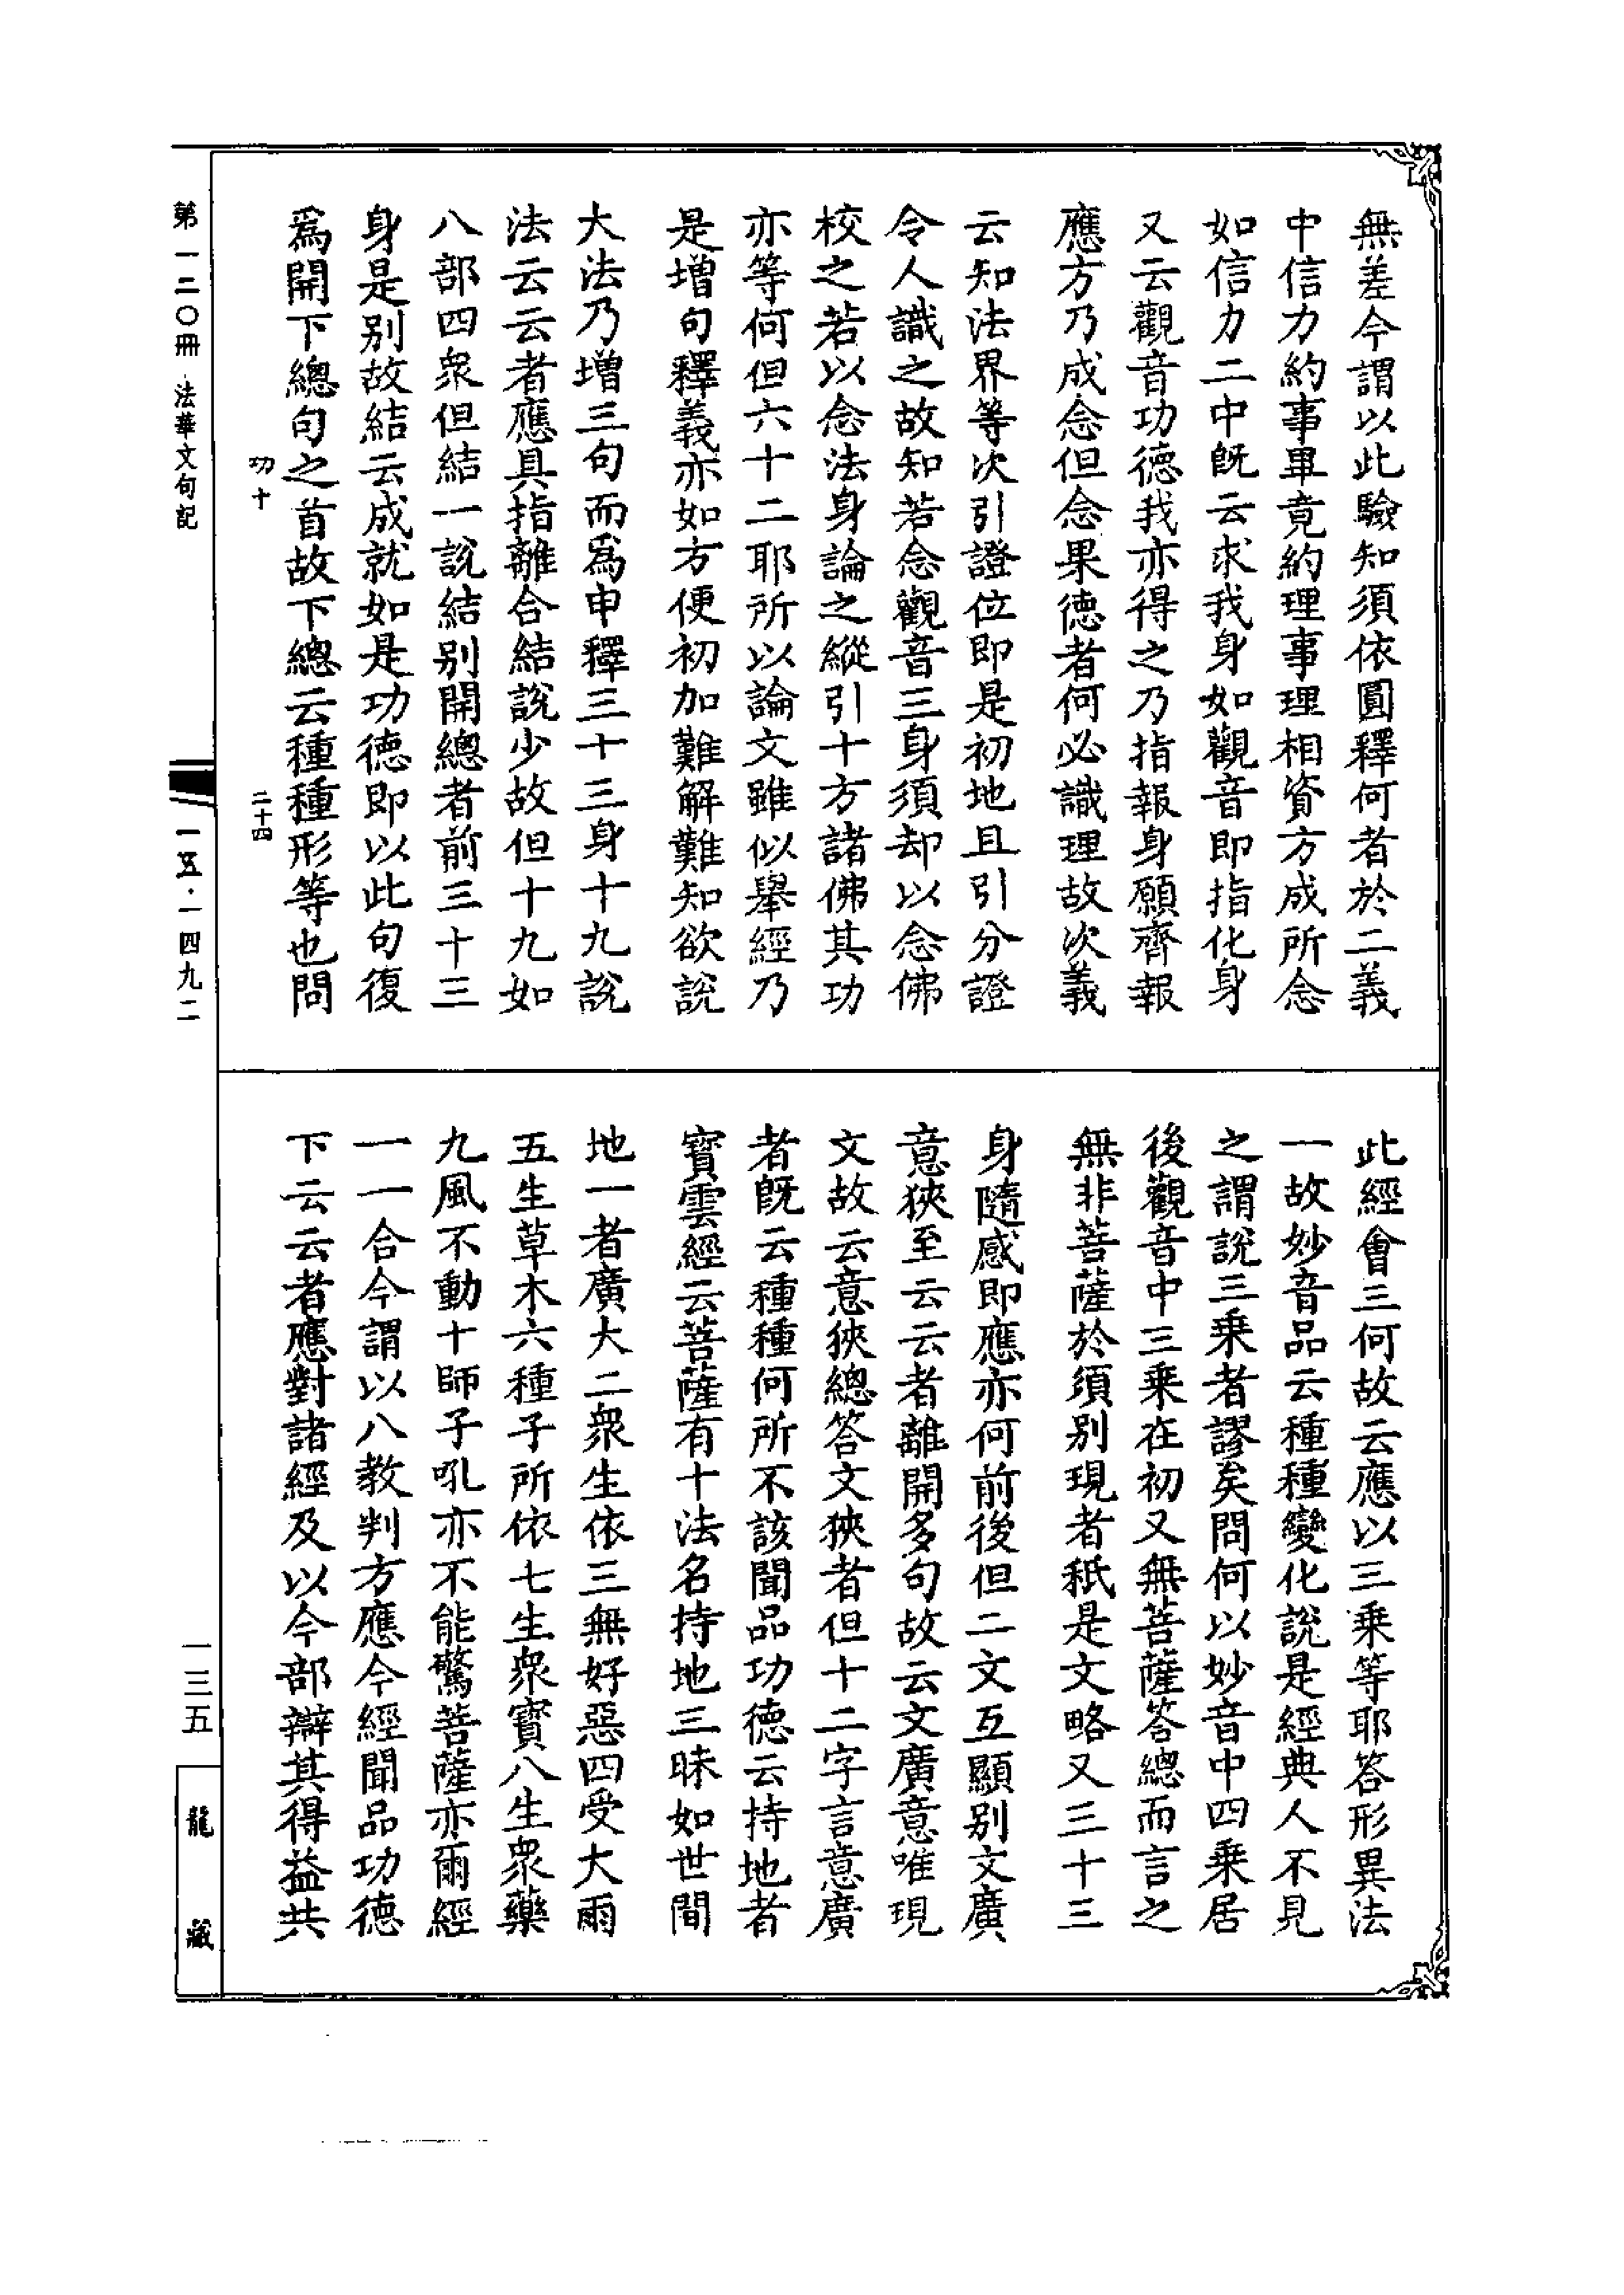 無差今謂以此驗知須依圓釋何者於二義
中信力約事畢竟約理事理相資方成所念
如信力二中旣云求我身如觀音即指化身
又云觀音功德我亦得之乃指報身願齊報
應方乃成念但念果德者何必識理故次義
云知法界等次引證位即是初地且引分證
令人識之故知若念觀音三身須却以念佛
校之若以念法身論之縱引十方諸佛其功
亦等何但六十二耶所以論文雖似舉經乃
是增句釋義亦如方便初加難解難知欲說
大法乃增三句而爲申釋三十三身十九說
法云云者應具指離合結說少故但十九如
八部四衆但結一說結别開總者前三十三
身是别故結云成就如是功德即以此句復
爲開下總句之首故下總云種種形等也問
此經會三何故云應以三乘等耶答形異法
一故妙音品云種種變化說是經典人不見
之謂說三乘者謬矣問何以妙音中四乘居
後觀音中三乘在初又無菩薩答總而言之
無非菩薩於須别現者秖是文略又三十三
身隨感即應亦何前後但二文互顯别文廣
意狹至云云者離開多句故云文廣意唯現
文故云意狹總答文狹者但十二字言意廣
者旣云種種何所不該聞品功德云持地者
寳雲經云菩薩有十法名持地三昧如世間
地一者廣大二衆生依三無好惡四受大雨
五生草木六種子所依七生衆寳八生衆藥
九風不動十師子吼亦不能驚菩薩亦爾經
一一合今謂以八教判方應今經聞品功德
下云云者應對諸經及以今部辯其得益共
功十
二十四
第一二〇冊 法華文句記
一五·一四九二
一三五
龍藏